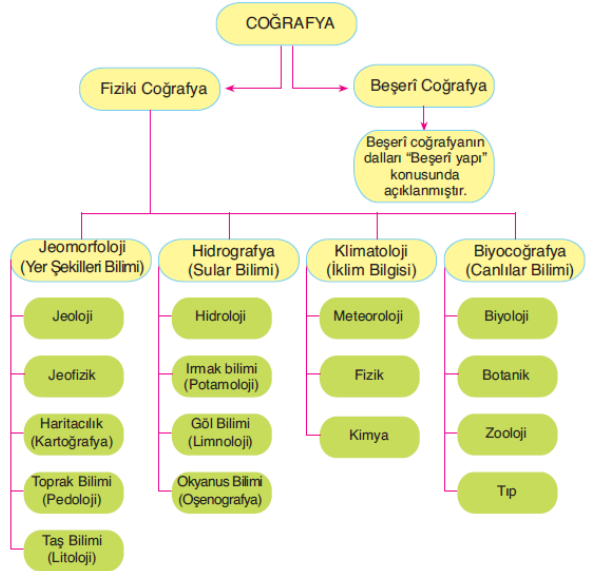 COĞRAFYA
Fiziki Coğrafya
Beşerî Coğrafya
Beşerî coğrafyanın
dalları “Beşerî yapı”
konusunda
açıklanmıştır.
Jeomorfoloji
(Yer Şekilleri Bilimi)
Jeoloji
Jeofizik
Haritacılık
(Kartoğrafya)
Toprak Bilimi
(Pedoloji)
Taş Bilimi
(Litoloji)
Hidrografya
(Sular Bilimi)
Hidroloji
Irmak bilimi
(Potamoloji)
Göl Bilimi
(Limnoloji)
Okyanus Bilimi
(Oşenografya)
Klimatoloji
(İklim Bilgisi)
Meteoroloji
Fizik
Kimya
Biyocoğrafya
(Canlılar Bilimi)
Biyoloji
Botanik
Zooloji
Tıp